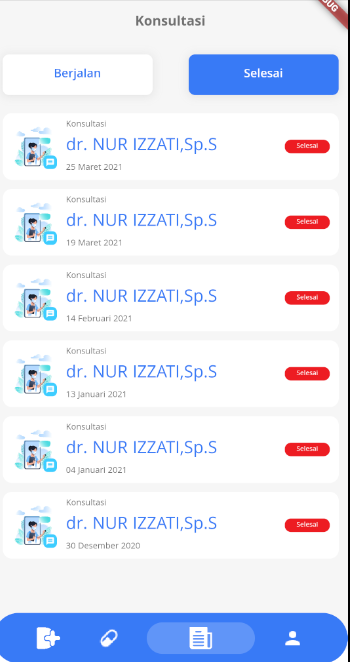 Konsultasi
Berjalan
Selesai
Konsultasi
dr. NUR IZZATI,Sp.S
Selesai
25 Maret 2021
Konsultasi
dr. NUR IZZATI,Sp.S
Selesai
19 Maret 2021
Konsultasi
dr. NUR IZZATI,Sp.S
Selesai
14 Februari 2021
Konsultasi
dr. NUR IZZATI,Sp.S
Selesai
13 Januari 2021
Konsultasi
dr. NUR IZZATI,Sp.S
Selesai
04 Januari 2021
Konsultasi
dr. NUR IZZATI,Sp.S
Selesai
30 Desember 2020